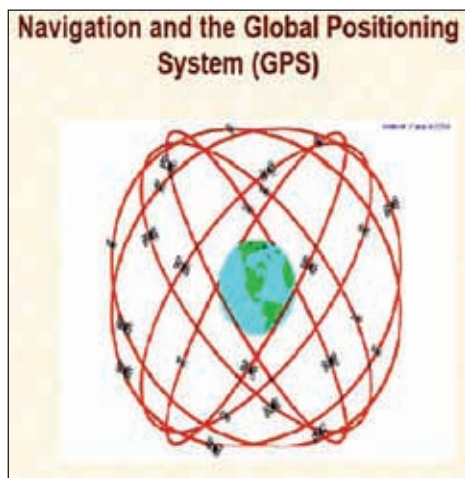 Navigation and the Global Positioning
System (GPS)